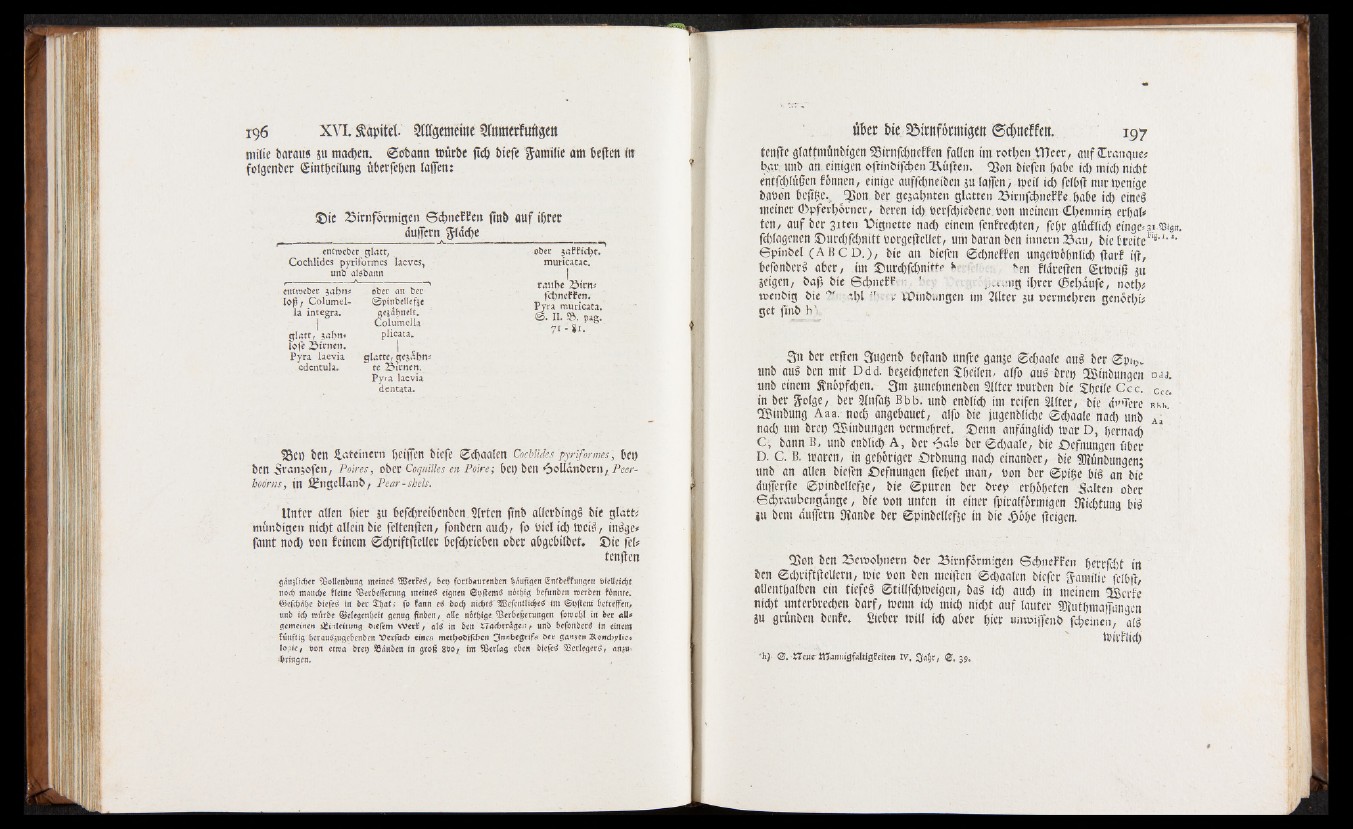 196 XVI. Kapitel. Allgemeine Anmerkungen
milie daraus zu machen. Sodann würde sich diese Familie am besten in
folgender Eintheilung übersehen lassen:
Die Birnförmigen Schnekken sind auf ihrer
äussern Fläche
entweder glatt,
Cochlides pyriformes laeves,
und alsdann
entweder zahn-
loß, Columel-
la integra.
glatt, zahn-
lose Birnen.
Pyra laevia
edentula.
oder an der
Spindellefze
gezähnelt.
Columella
plicata.
glatte, gezähn-
te Birnen.
Pyra laevia
dentata.
oder zakkicht.
muricatae.
rauhe Birn-
schnekken.
Pyra muricata.
S. II. B. pag.
71 - 81.
Bey den Lateinern heissen diese Schaalen Cochlides pyriformes, bey
den Franzosen, Poires, oder Coquilles en Poire; bey den Holländern, Peer-
hoorns, in Engelland, Pear-shels.
Unter allen hier zu beschreibenden Arten sind allerdings die glatt-
mündigen nicht allein die seltensten, sondern auch, so viel ich weis, insge-
samt noch von keinem Schriftsteller beschrieben oder abgebildet. Die sel-
tensten
gänzlicher Vollendung meines Werkes, bey fortdaurenden häufigen Entdekkungen vielleicht
noch manche kleine Verbesserung meines eignen Systems nöthig befunden werden könnte.
Geschähe dieses in der That; so kann es doch nichts Wesentliches im System betreffen,
und ich würde Gelegenheit genug finden, alle nöthige Verbesserungen sowohl in der all-
gemeinen Einleitung diesem Werk, als in den Nachträgen, und besonders in einem
künftig herauszugebenden Versuch eines methodischen Inbegrifs der ganzen Konchylio-
logie, von etwa drey Bänden in groß 8vo, im Verlag eben dieses Verlegers, anzu-
bringen.
über die Birnförmigen Schnekken. 197
tensten glattmündigen Birnschnekken fallen im rothen Meer, auf Tranque-
bar und an einigen ostindischen Küsten. Von diesen habe ich mich nicht
entschlüßen können, einige aufschneiden zu lassen, weil ich selbst nur wenige
davon besitze. Von der gezahnten glatten Birnschnekke habe ich eines
meiner Opferhörner, deren ich verschiedene von meinem Chemnitz erhal-
ten, auf der 31ten Vignette nach einem senkrechten, sehr glücklich einge- 31 Vign.
schlagenen Durchschnitt vorgestellet, um daran den innern Bau, die breite fig. 1. 2.
Spindel (A B C D.), die an diesen Schnekken ungewöhnlich stark ist,
besonders aber, im Durchschnitte den kläresten Erweiß zu
zeigen, daß die Schnekk ihrer Gehäuse, noth-
wendig die Windungen im Alter zu vermehren genöthi-
get sind h)
In der ersten Jugend bestand unsre ganze Schaale aus der
und aus den mit Ddd. bezeichneten Theilen, also aus drey Windungen Ddd.
und einem Knöpfchen. Im zunehmenden Alter wurden die Theile Ccc. Ccc.
in der Folge, der Ansatz Bbb. und endlich im reifen Alter, die äussere Bbb.
Windung Aaa. noch angebauet, also die jugendliche Schaale nach und
nach um drey Windungen vermehret. Denn anfänglich war D, hernach
C, dann B, und endlich A, der Hals der Schaale, die Oefnungen über
D. C. B. waren, in gehöriger Ordnung nach einander, die Mündungen;
und an allen diesen Oefnungen siehet man, von der Spitze bis an die
äusserste Spindellefze, die Spuren der drey erhöheten Falten oder
Schraubengänge, die von unten in einer spiralförmigen Richtung bis
zu dem äussern Rande der Spindellefze in die Höhe steigen.
Von den Bewohnern der Birnförmigen Schnekken herrscht in
den Schriftstellern, wie von den meisten Schaalen dieser Familie selbst,
allenthalben ein tiefes Stillschweigen, das ich auch in meinem Werke
nicht unterbrechen darf, wenn ich mich nicht auf lauter Muthmassungen
zu gründen denke. Lieber will ich aber hier unwissend scheinen, als
wirklich
h) S. Neue Mannigfaltigkeiten IV. Jahr, S. 39.